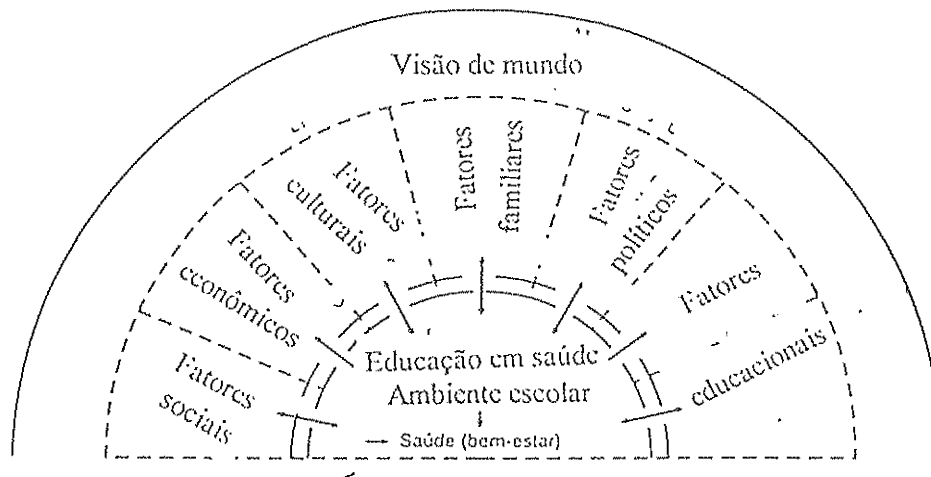 Visão de mundo
Fatores
sociais
Fatores
econômicos
Fatores
culturais
Fatores
familiares
Fatores
políticos
Fatores
educacionais
Educação em saúde
Ambiente escolar
Saúde (bem-estar)